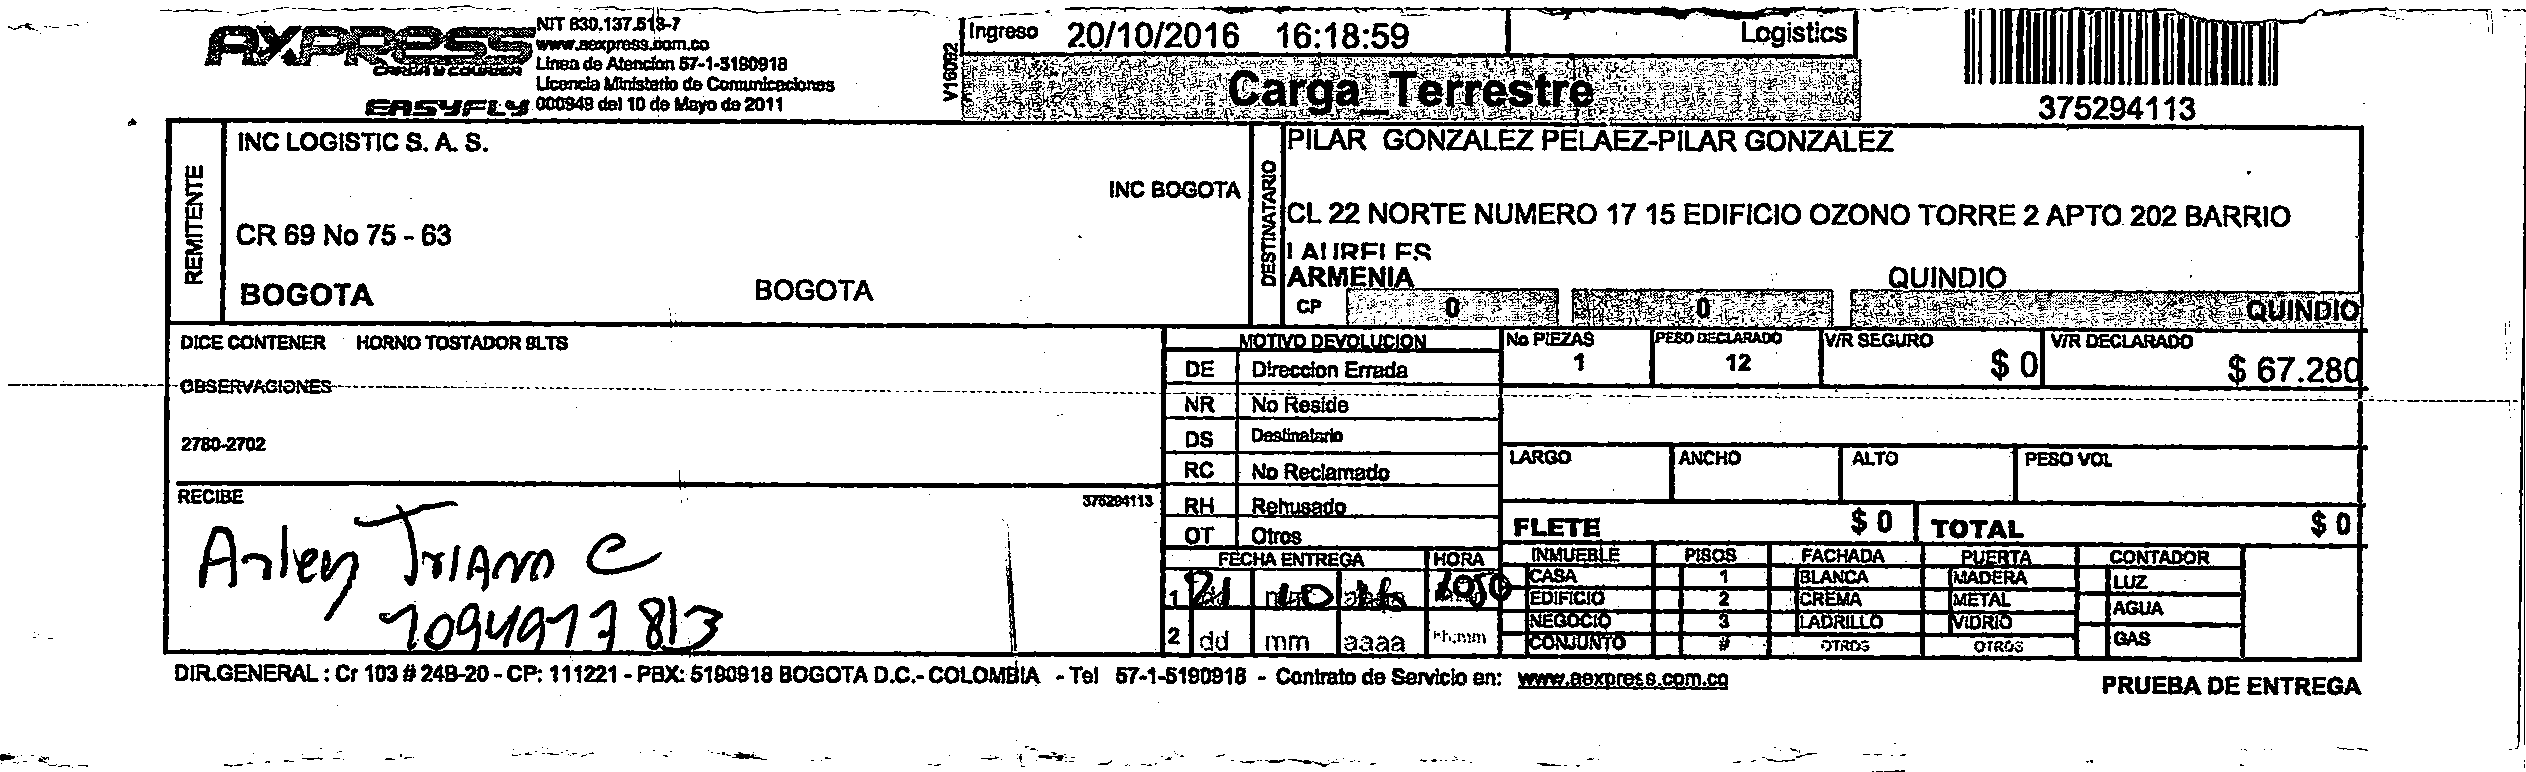 AXPRESS
CARGA Y COURIER
EASYFLY
NIT 830.137.513-7
www.aexpress.com.co
Linea de Atencion 57-1-5190918
Licencia Ministerio de Comunicaciones
000949 del 10 de Mayo de 2011
V16092
Ingreso 20/10/2016 16:18:59 Logistics
Carga_Terrestre
375294113
REMITENTE
INC LOGISTIC S. A. S.
INC BOGOTA
CR 69 No 75 - 63
BOGOTA BOGOTA
DESTINATARIO
PILAR GONZALEZ PELAEZ-PILAR GONZALEZ
CL 22 NORTE NUMERO 17 15 EDIFICIO OZONO TORRE 2 APTO 202 BARRIO
LAURELES
ARMENIA QUINDIO
CP 0 0 QUINDIO
DICE CONTENER HORNO TOSTADOR 9LTS
OBSERVACIONES
2780-2702
RECIBE 375294113
Arley Triana C
1094917813
MOTIVO DEVOLUCION
DE Direccion Errada
NR No Reside
DS Destinatario
RC No Reclamado
RH Rehusado
OT Otros
FECHA ENTREGA HORA
1 21 10 16 1050
2 dd mm aaaa hh:mm
No PIEZAS PESO DECLARADO V/R SEGURO V/R DECLARADO
1 12 $ 0 $ 67.280
LARGO ANCHO ALTO PESO VOL
FLETE $ 0 TOTAL $ 0
INMUEBLE PISOS FACHADA PUERTA CONTADOR
CASA 1 BLANCA MADERA LUZ
EDIFICIO 2 CREMA METAL AGUA
NEGOCIO 3 LADRILLO VIDRIO GAS
CONJUNTO # OTROS OTROS
DIR.GENERAL : Cr 103 # 24B-20 - CP: 111221 - PBX: 5190918 BOGOTA D.C.- COLOMBIA - Tel 57-1-5190918 - Contrato de Servicio en: www.aexpress.com.co
PRUEBA DE ENTREGA